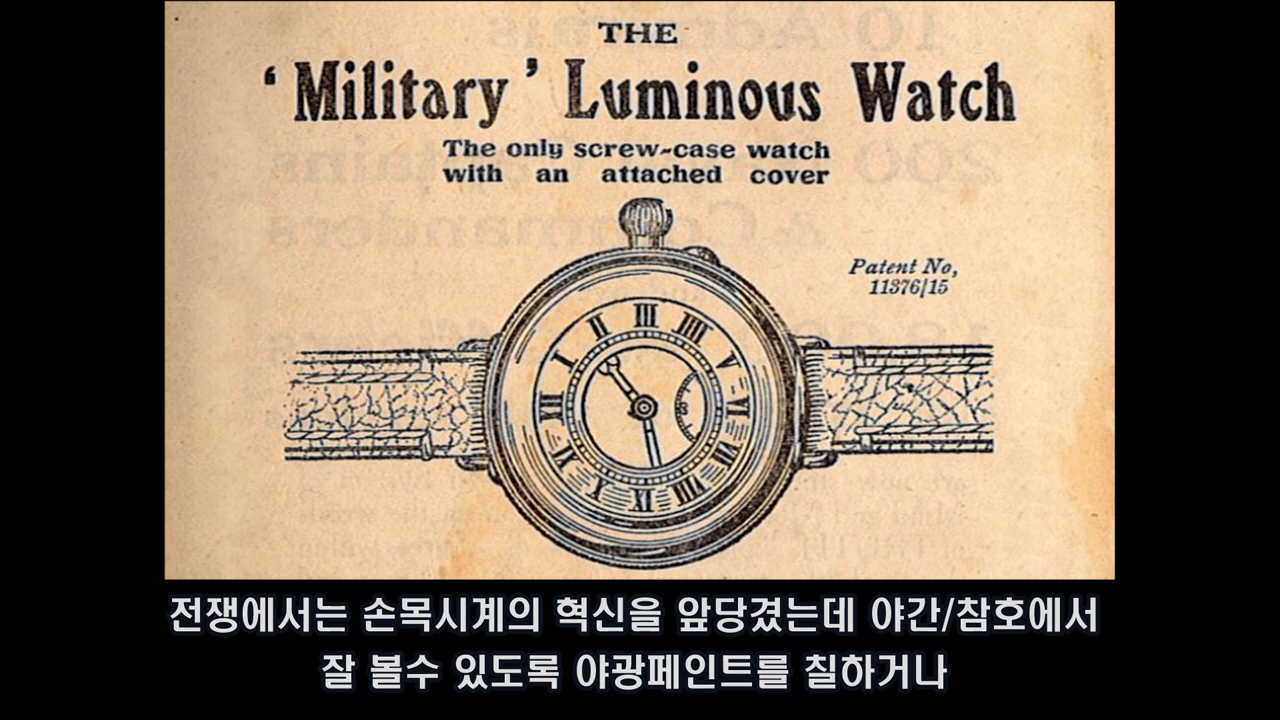 THE
‘Military’ Luminous Watch
The only screw-case watch
with an attached cover
Patent No,
11376/15
전쟁에서는 손목시계의 혁신을 앞당겼는데 야간/참호에서
잘 볼수 있도록 야광페인트를 칠하거나